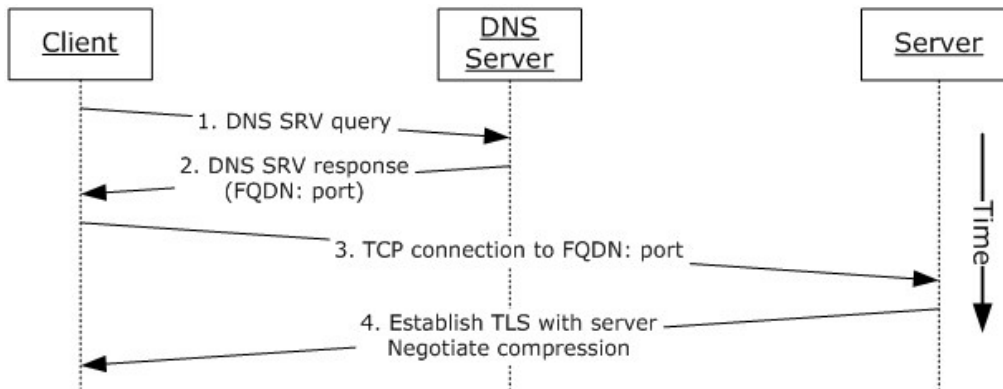 Client
DNS
Server
Server
1. DNS SRV query
2. DNS SRV response
(FQDN: port)
3. TCP connection to FQDN: port
4. Establish TLS with server
Negotiate compression
Time